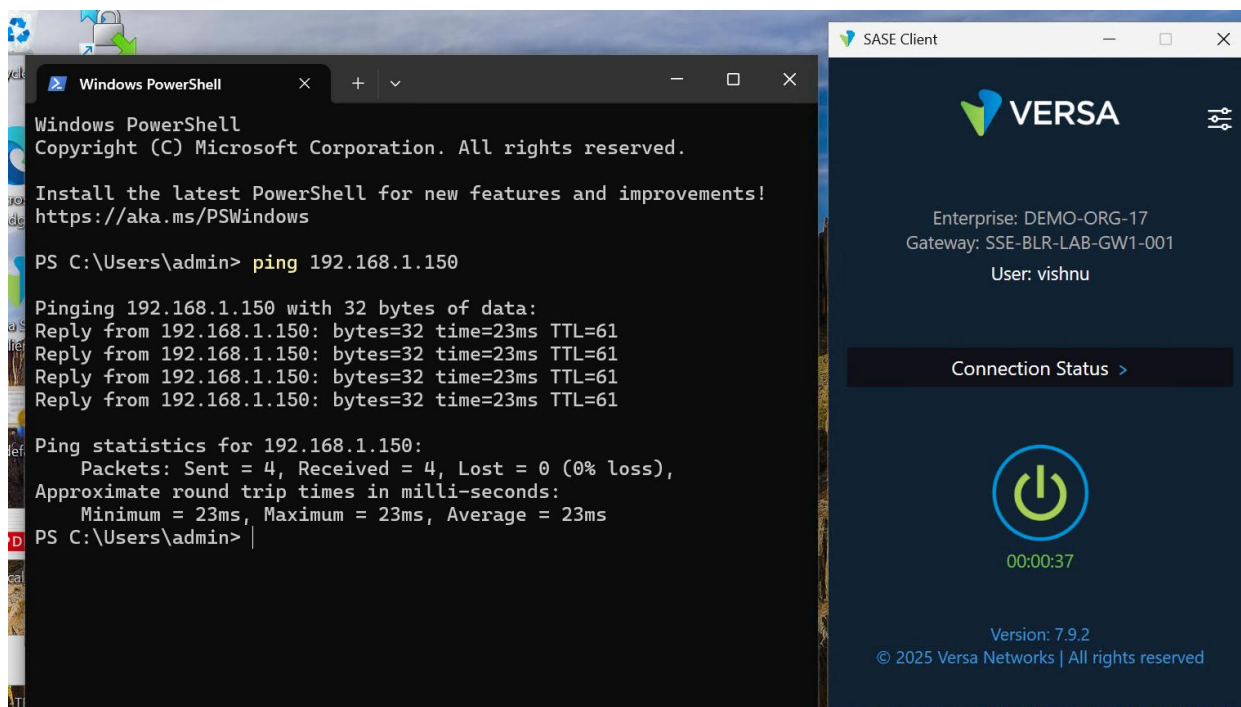 Windows PowerShell
Windows PowerShell
Copyright (C) Microsoft Corporation. All rights reserved.
Install the latest PowerShell for new features and improvements!
https://aka.ms/PSWindows
PS C:\Users\admin> ping 192.168.1.150
Pinging 192.168.1.150 with 32 bytes of data:
Reply from 192.168.1.150: bytes=32 time=23ms TTL=61
Reply from 192.168.1.150: bytes=32 time=23ms TTL=61
Reply from 192.168.1.150: bytes=32 time=23ms TTL=61
Reply from 192.168.1.150: bytes=32 time=23ms TTL=61
Ping statistics for 192.168.1.150:
Packets: Sent = 4, Received = 4, Lost = 0 (0% loss),
Approximate round trip times in milli-seconds:
Minimum = 23ms, Maximum = 23ms, Average = 23ms
PS C:\Users\admin>
SASE Client
VERSA
Enterprise: DEMO-ORG-17
Gateway: SSE-BLR-LAB-GW1-001
User: vishnu
Connection Status >
00:00:37
Version: 7.9.2
© 2025 Versa Networks | All rights reserved